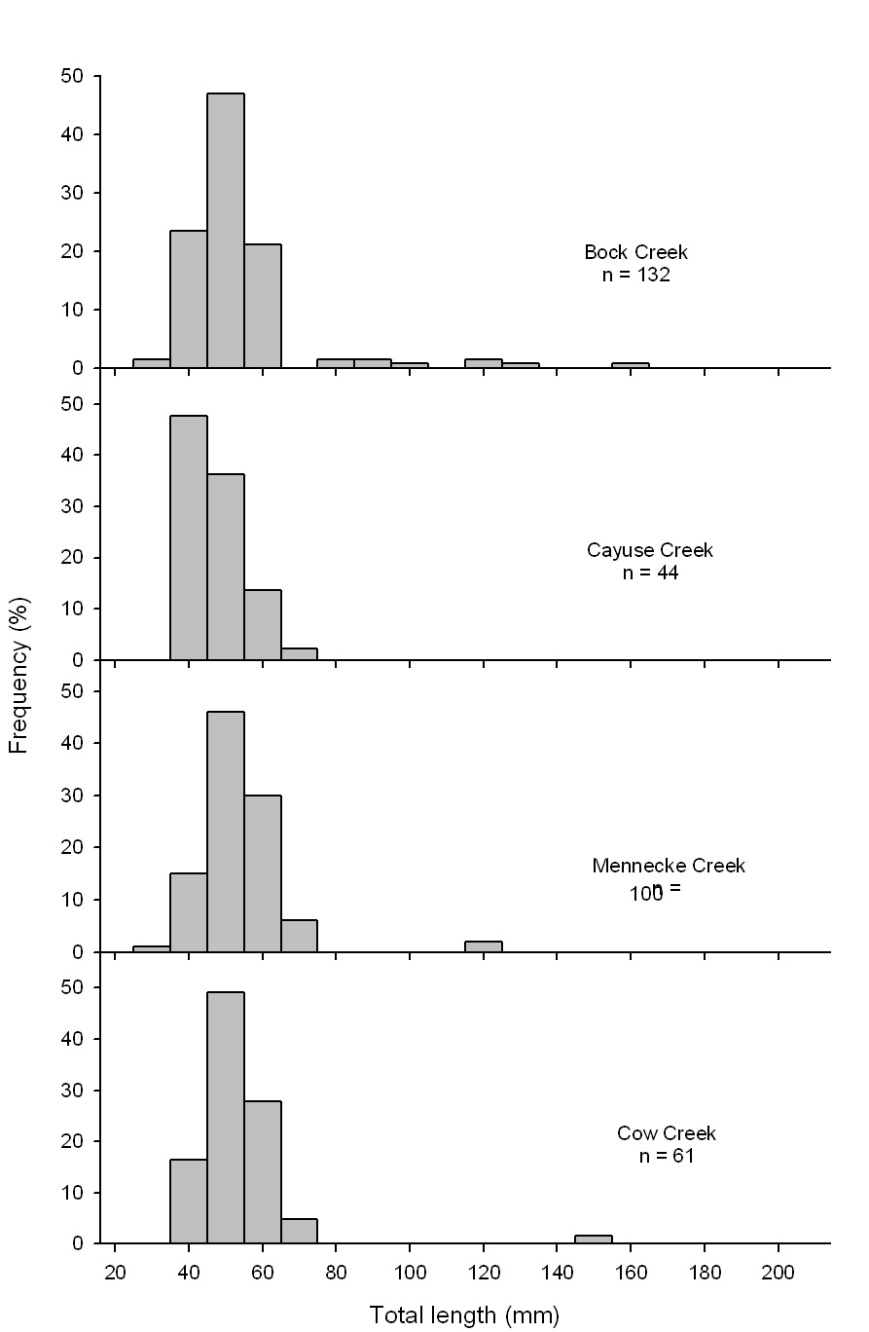 50
40
30
20
10
0
Bock Creek
n = 132
50
40
30
20
10
0
Cayuse Creek
n = 44
Frequency (%)
50
40
30
20
10
0
Mennecke Creek
n =
100
50
40
30
20
10
0
Cow Creek
n = 61
20 40 60 80 100 120 140 160 180 200
Total length (mm)